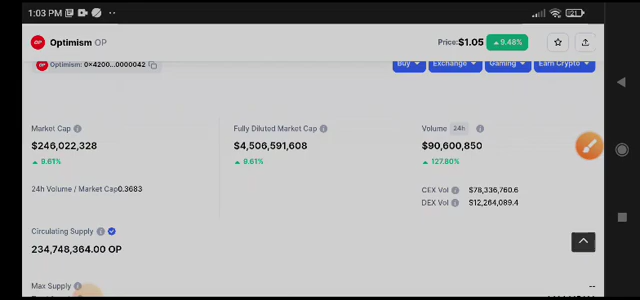 1:03 PM
21
Optimism OP
Price:$1.05
9.48%
Optimism: 0×4200...0000042
Buy
Exchange
Gaming
Earn Crypto
Market Cap
$246,022,328
9.61%
24h Volume / Market Cap0.3683
Fully Diluted Market Cap
$4,506,591,608
9.61%
Volume 24h
$90,600,850
127.80%
CEX Vol $78,336,760.6
DEX Vol $12,264,089.4
Circulating Supply
234,748,364.00 OP
Max Supply
--